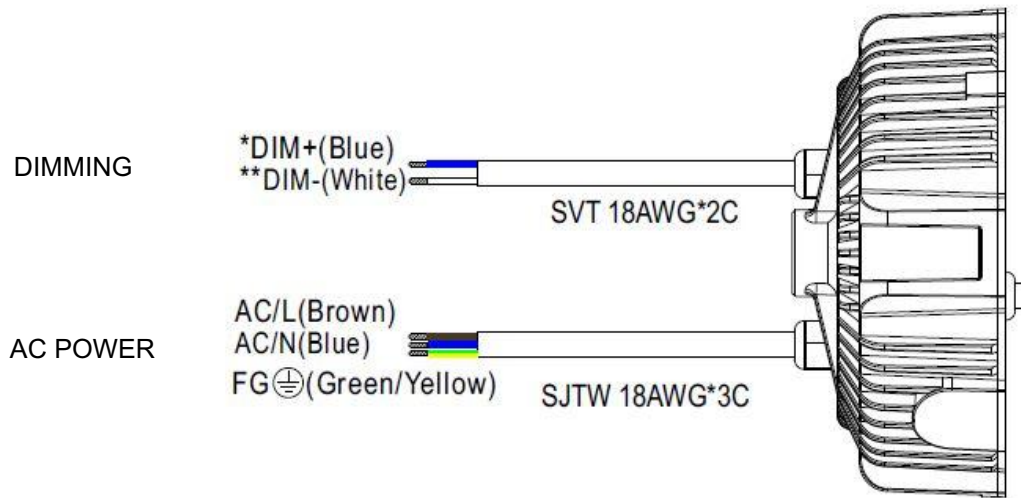 DIMMING
*DIM+(Blue)
**DIM-(White)
SVT 18AWG*2C
AC POWER
AC/L(Brown)
AC/N(Blue)
FG⏚(Green/Yellow)
SJTW 18AWG*3C